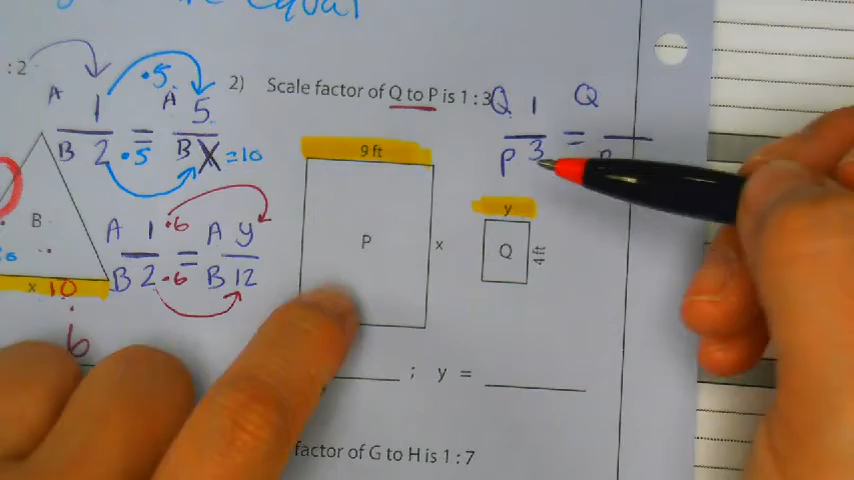 equal
:2
A 1 = A 5
B 2 B X = 10
·5
·5
B
x 10
6
A 1 ·6 = A y
B 2 ·6 B 12
2) Scale factor of Q to P is 1 : 3
Q 1 = Q
P 3 P
9 ft
P
x
y
Q
4 ft
; y =
factor of G to H is 1 : 7